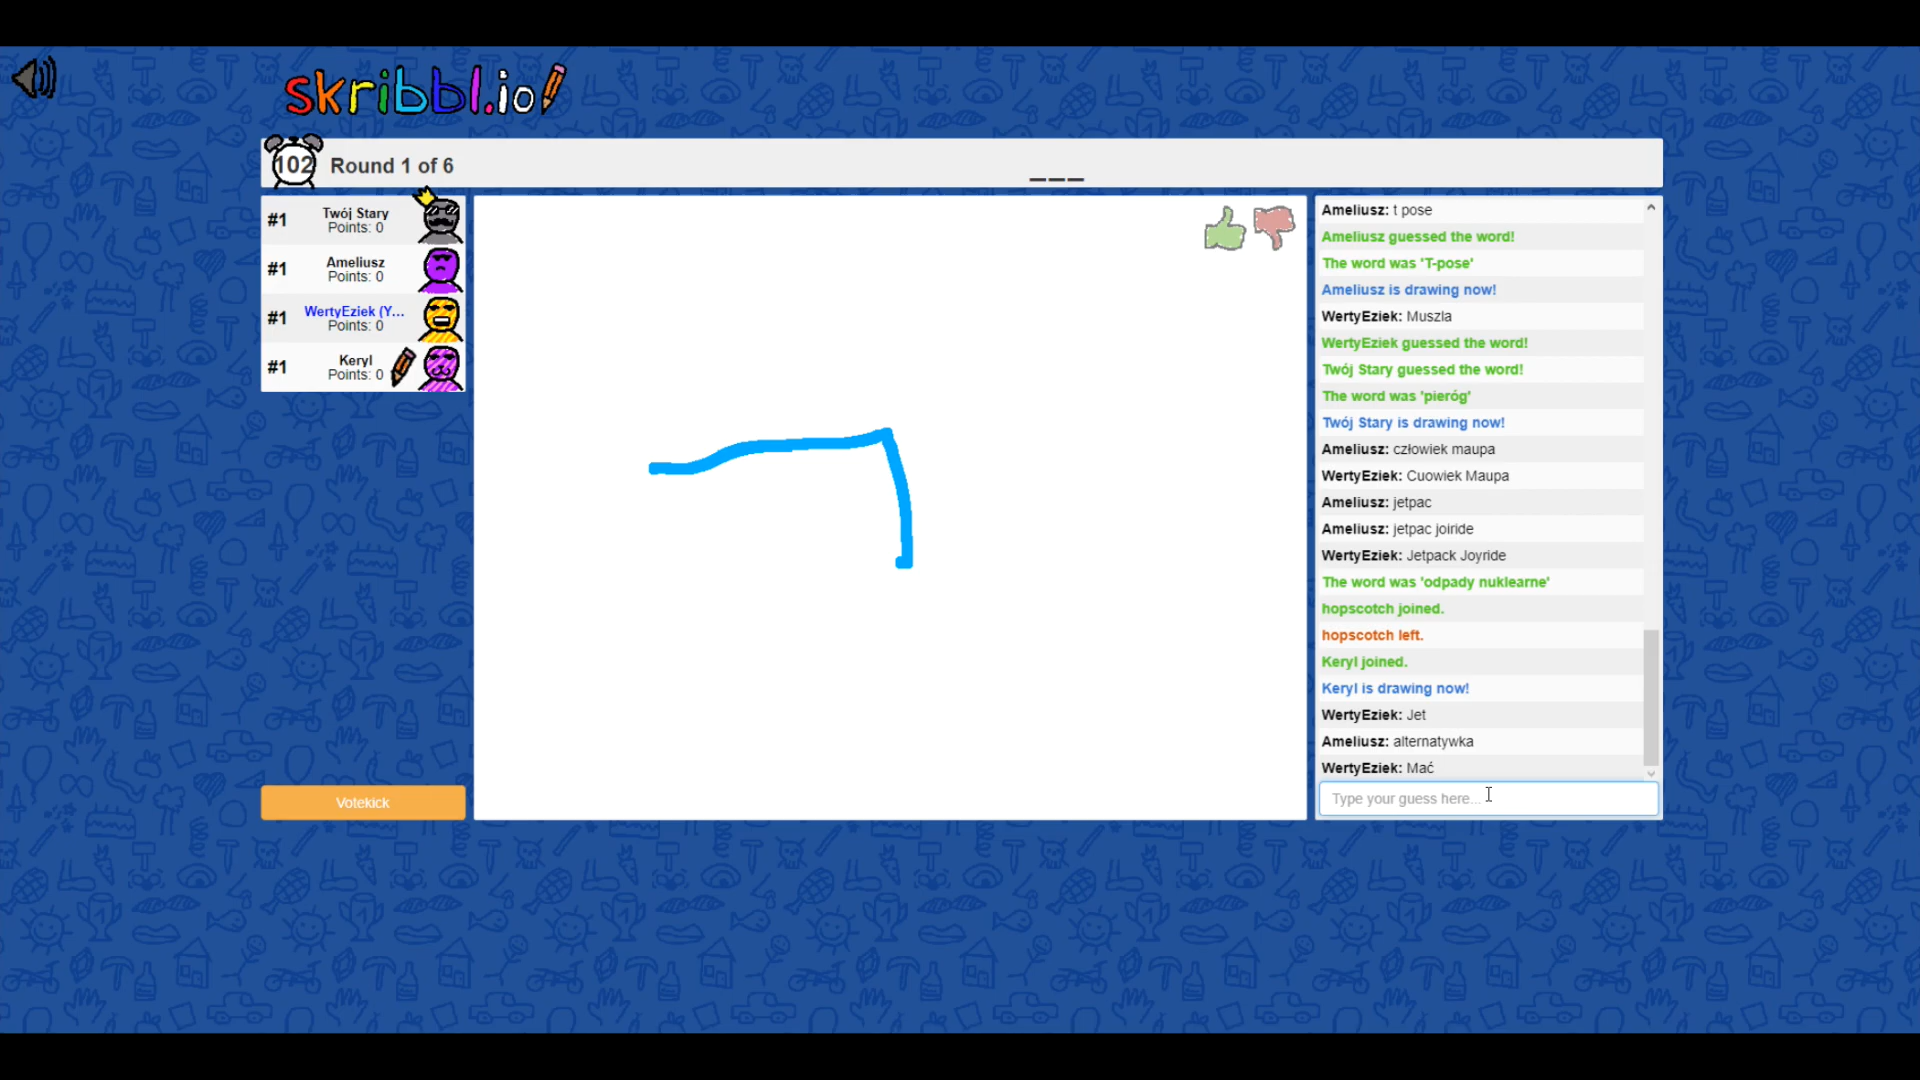 skribbl.io
102 Round 1 of 6
_ _ _
#1 Twój Stary
Points: 0
#1 Ameliusz
Points: 0
#1 WertyEziek (Y...
Points: 0
#1 Keryl
Points: 0
Votekick
Ameliusz: t pose
Ameliusz guessed the word!
The word was 'T-pose'
Ameliusz is drawing now!
WertyEziek: Muszla
WertyEziek guessed the word!
Twój Stary guessed the word!
The word was 'pieróg'
Twój Stary is drawing now!
Ameliusz: człowiek maupa
WertyEziek: Cuowiek Maupa
Ameliusz: jetpac
Ameliusz: jetpac joiride
WertyEziek: Jetpack Joyride
The word was 'odpady nuklearne'
hopscotch joined.
hopscotch left.
Keryl joined.
Keryl is drawing now!
WertyEziek: Jet
Ameliusz: alternatywka
WertyEziek: Mać
Type your guess here...